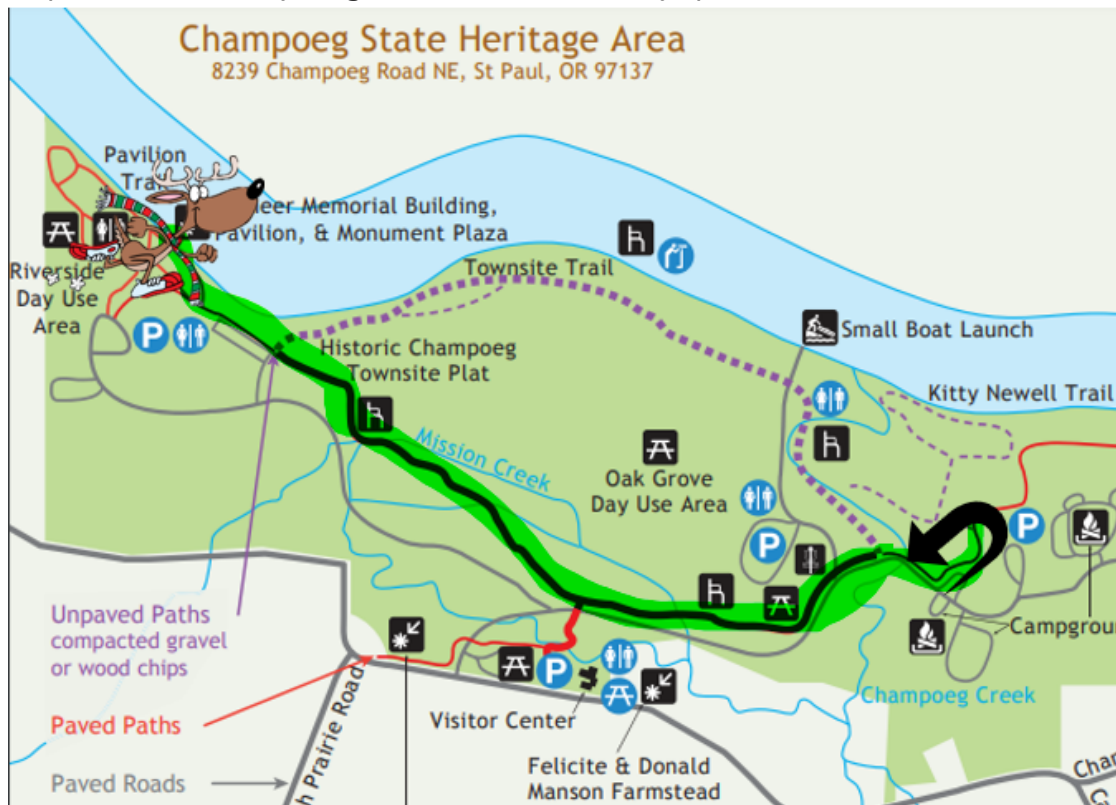 Champoeg State Heritage Area
8239 Champoeg Road NE, St Paul, OR 97137
Pavilion
Memorial Building,
Pavilion, & Monument Plaza
Riverside
Day Use
Area
P
Townsite Trail
Small Boat Launch
Historic Champoeg
Townsite Plat
Kitty Newell Trail
Mission Creek
Oak Grove
Day Use Area
P
P
Unpaved Paths
compacted gravel
or wood chips
Campgroun
P
Champoeg Creek
Paved Paths
Visitor Center
Prairie Road
Felicite & Donald
Manson Farmstead
Paved Roads